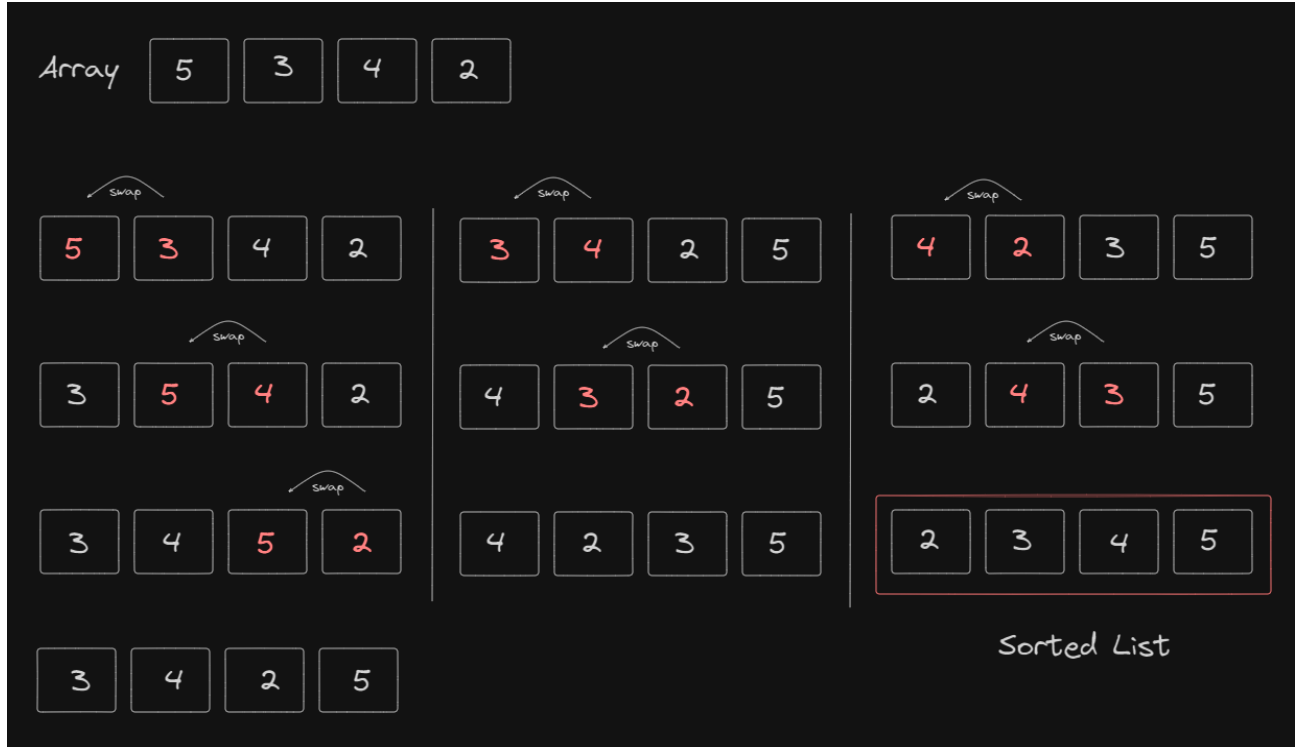 Array 5 3 4 2
swap
5 3 4 2
swap
3 5 4 2
swap
3 4 5 2
3 4 2 5
swap
3 4 2 5
swap
4 3 2 5
4 2 3 5
swap
4 2 3 5
swap
2 4 3 5
2 3 4 5
Sorted List